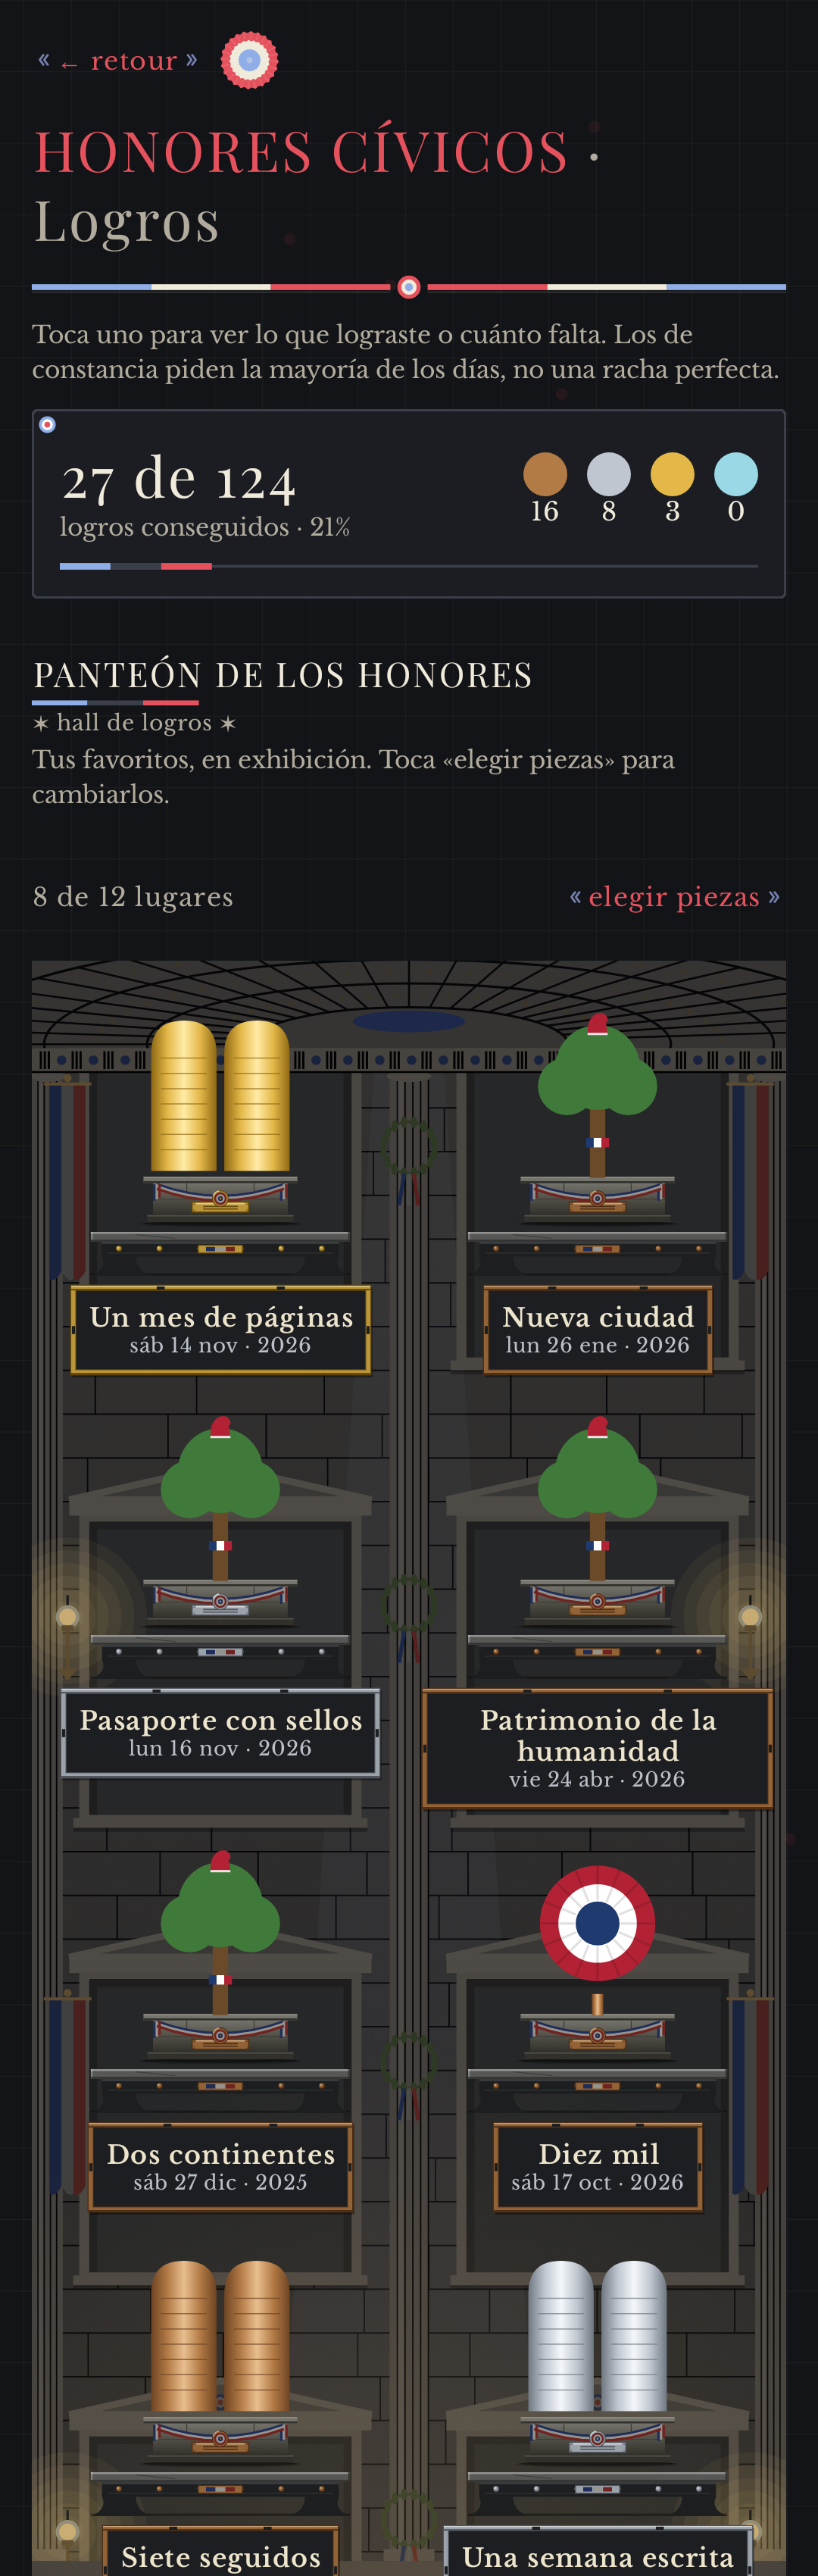 « ← retour »
HONORES CÍVICOS ·
Logros
Toca uno para ver lo que lograste o cuánto falta. Los de
constancia piden la mayoría de los días, no una racha perfecta.
27 de 124
logros conseguidos · 21%
16 8 3 0
PANTEÓN DE LOS HONORES
✶ hall de logros ✶
Tus favoritos, en exhibición. Toca «elegir piezas» para
cambiarlos.
8 de 12 lugares
« elegir piezas »
Un mes de páginas
sáb 14 nov · 2026
Nueva ciudad
lun 26 ene · 2026
Pasaporte con sellos
lun 16 nov · 2026
Patrimonio de la
humanidad
vie 24 abr · 2026
Dos continentes
sáb 27 dic · 2025
Diez mil
sáb 17 oct · 2026
Siete seguidos
Una semana escrita